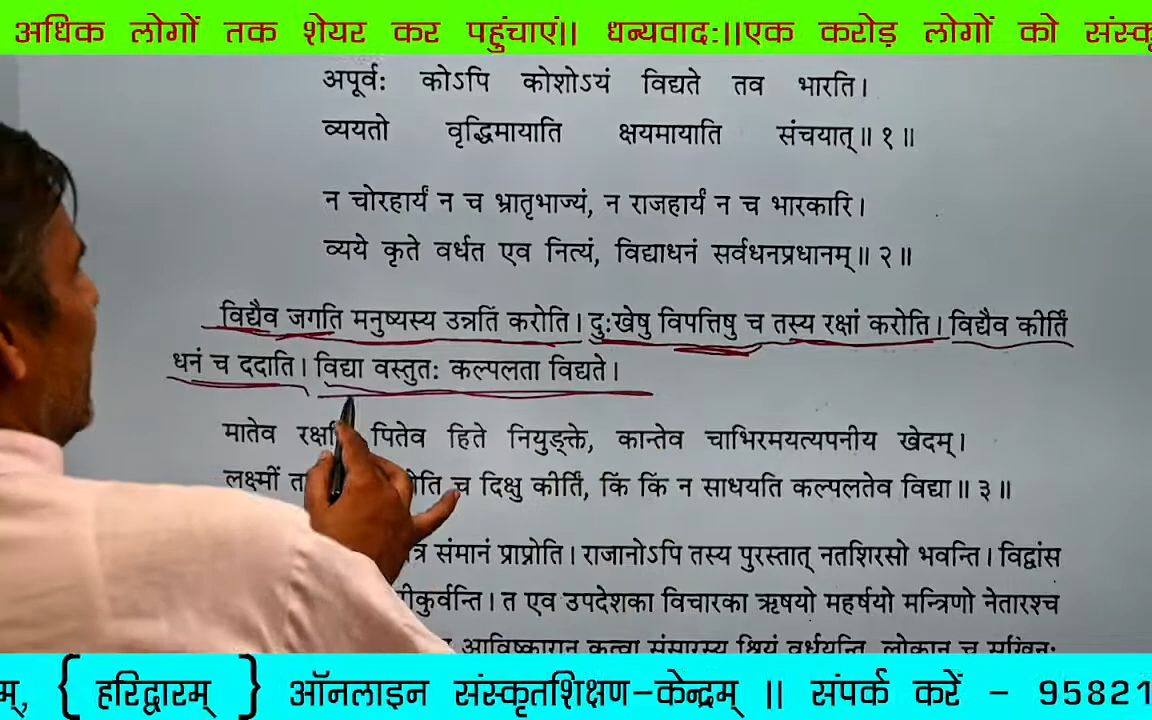 अधिक लोगों तक शेयर कर पहुंचाएं॥ धन्यवादः॥एक करोड़ लोगों को
अपूर्वः कोऽपि कोशोऽयं विद्यते तव भारति।
व्ययतो वृद्धिमायाति क्षयमायाति संचयात्॥ १॥
न चोरहार्यं न च भ्रातृभाज्यं, न राजहार्यं न च भारकारि।
व्यये कृते वर्धत एव नित्यं, विद्याधनं सर्वधनप्रधानम्॥ २॥
विद्यैव जगति मनुष्यस्य उन्नतिं करोति। दुःखेषु विपत्तिषु च तस्य रक्षां करोति। विद्यैव कीर्तिं
धनं च ददाति। विद्या वस्तुतः कल्पलता विद्यते।
मातेव पितेव हिते नियुङ्क्ते, कान्तेव चाभिरमयत्यपनीय खेदम्।
लक्ष्मीं च दिक्षु कीर्तिं, किं किं न साधयति कल्पलतेव विद्या॥ ३॥
संमानं प्राप्नोति। राजानोऽपि तस्य पुरस्तात् नतशिरसो भवन्ति। विद्वांस
त एव उपदेशका विचारका ऋषयो महर्षयो मन्त्रिणो नेतारश्च
आविष्कारान् कृत्वा संसारस्य श्रियं वर्धयन्ति, लोकान् च सुखिनः
{ हरिद्वारम् } ऑनलाइन संस्कृतशिक्षण-केन्द्रम् || संपर्क करें - 95821